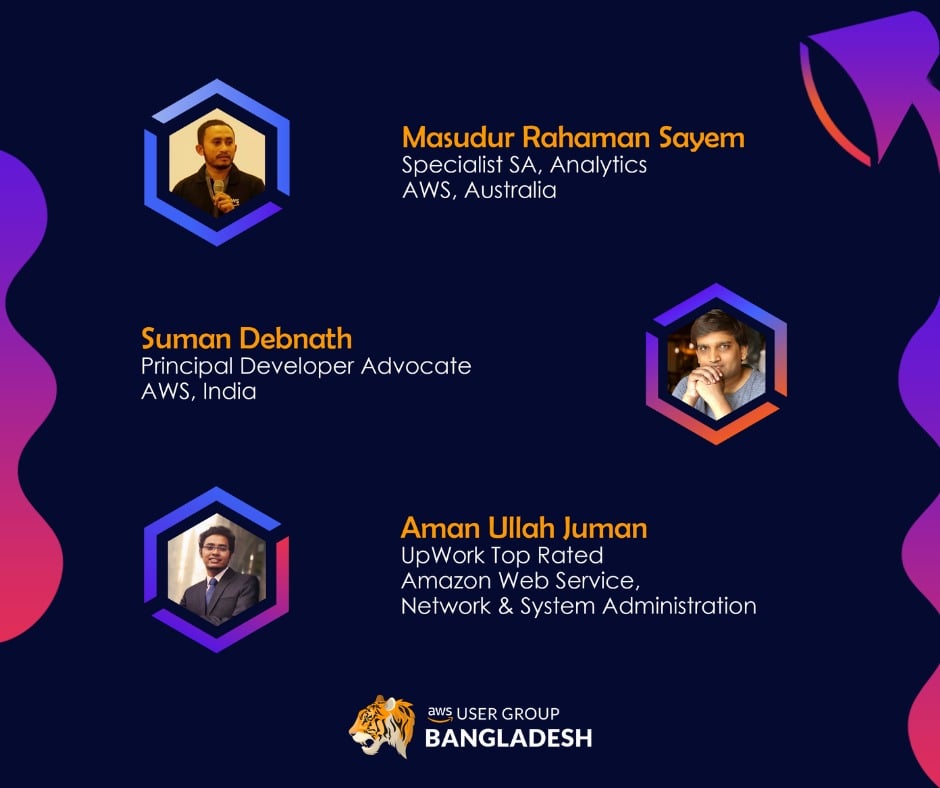 Masudur Rahaman Sayem
Specialist SA, Analytics
AWS, Australia
Suman Debnath
Principal Developer Advocate
AWS, India
Aman Ullah Juman
UpWork Top Rated
Amazon Web Service,
Network & System Administration
aws USER GROUP
BANGLADESH